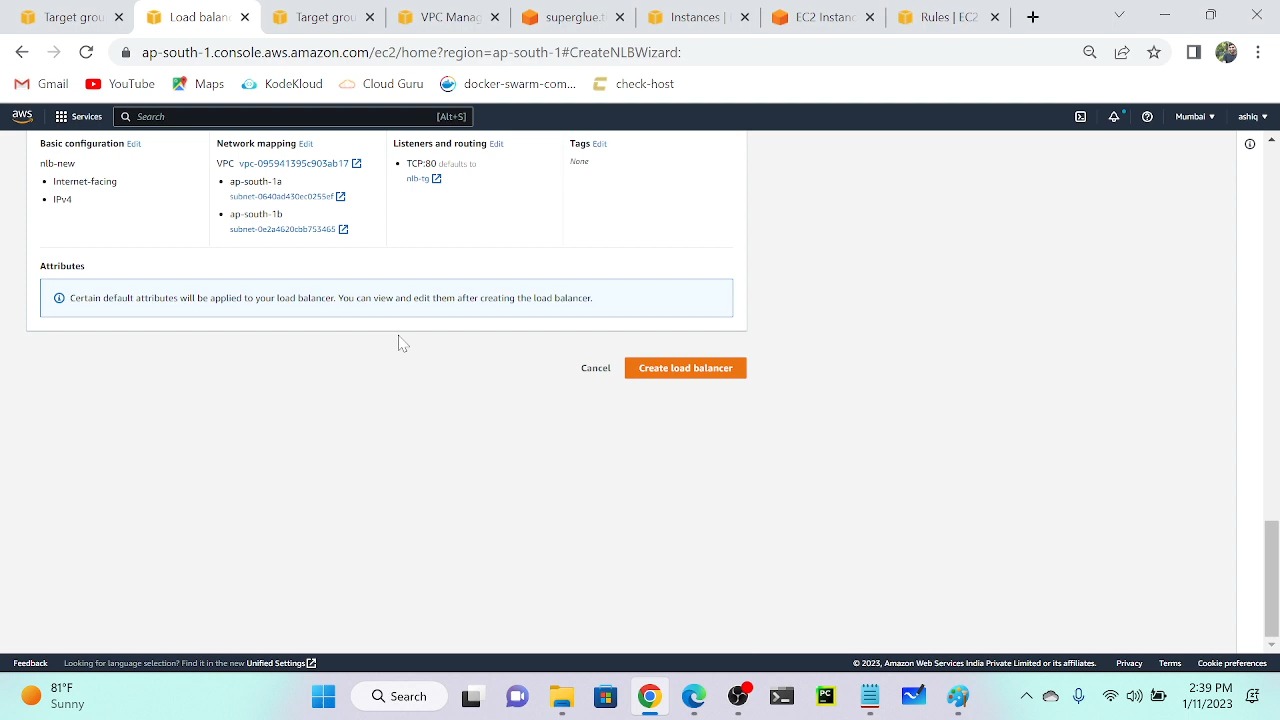 Target grou
Load balanc
Target grou
VPC Manag
superglue.t
Instances |
EC2 Instanc
Rules | EC2
ap-south-1.console.aws.amazon.com/ec2/home?region=ap-south-1#CreateNLBWizard:
Gmail
YouTube
Maps
KodeKloud
Cloud Guru
docker-swarm-com...
check-host
aws
Services
Search
[Alt+S]
Mumbai ▼
ashiq ▼
Basic configuration Edit
nlb-new
• Internet-facing
• IPv4
Network mapping Edit
VPC vpc-095941395c903ab17
• ap-south-1a
subnet-0640ad430ec0255ef
• ap-south-1b
subnet-0e2a4620cbb753465
Listeners and routing Edit
• TCP:80 defaults to
nlb-tg
Tags Edit
None
Attributes
Certain default attributes will be applied to your load balancer. You can view and edit them after creating the load balancer.
Cancel
Create load balancer
Feedback
Looking for language selection? Find it in the new Unified Settings
© 2023, Amazon Web Services India Private Limited or its affiliates.
Privacy
Terms
Cookie preferences
81°F
Sunny
Search
PC
2:39 PM
1/11/2023